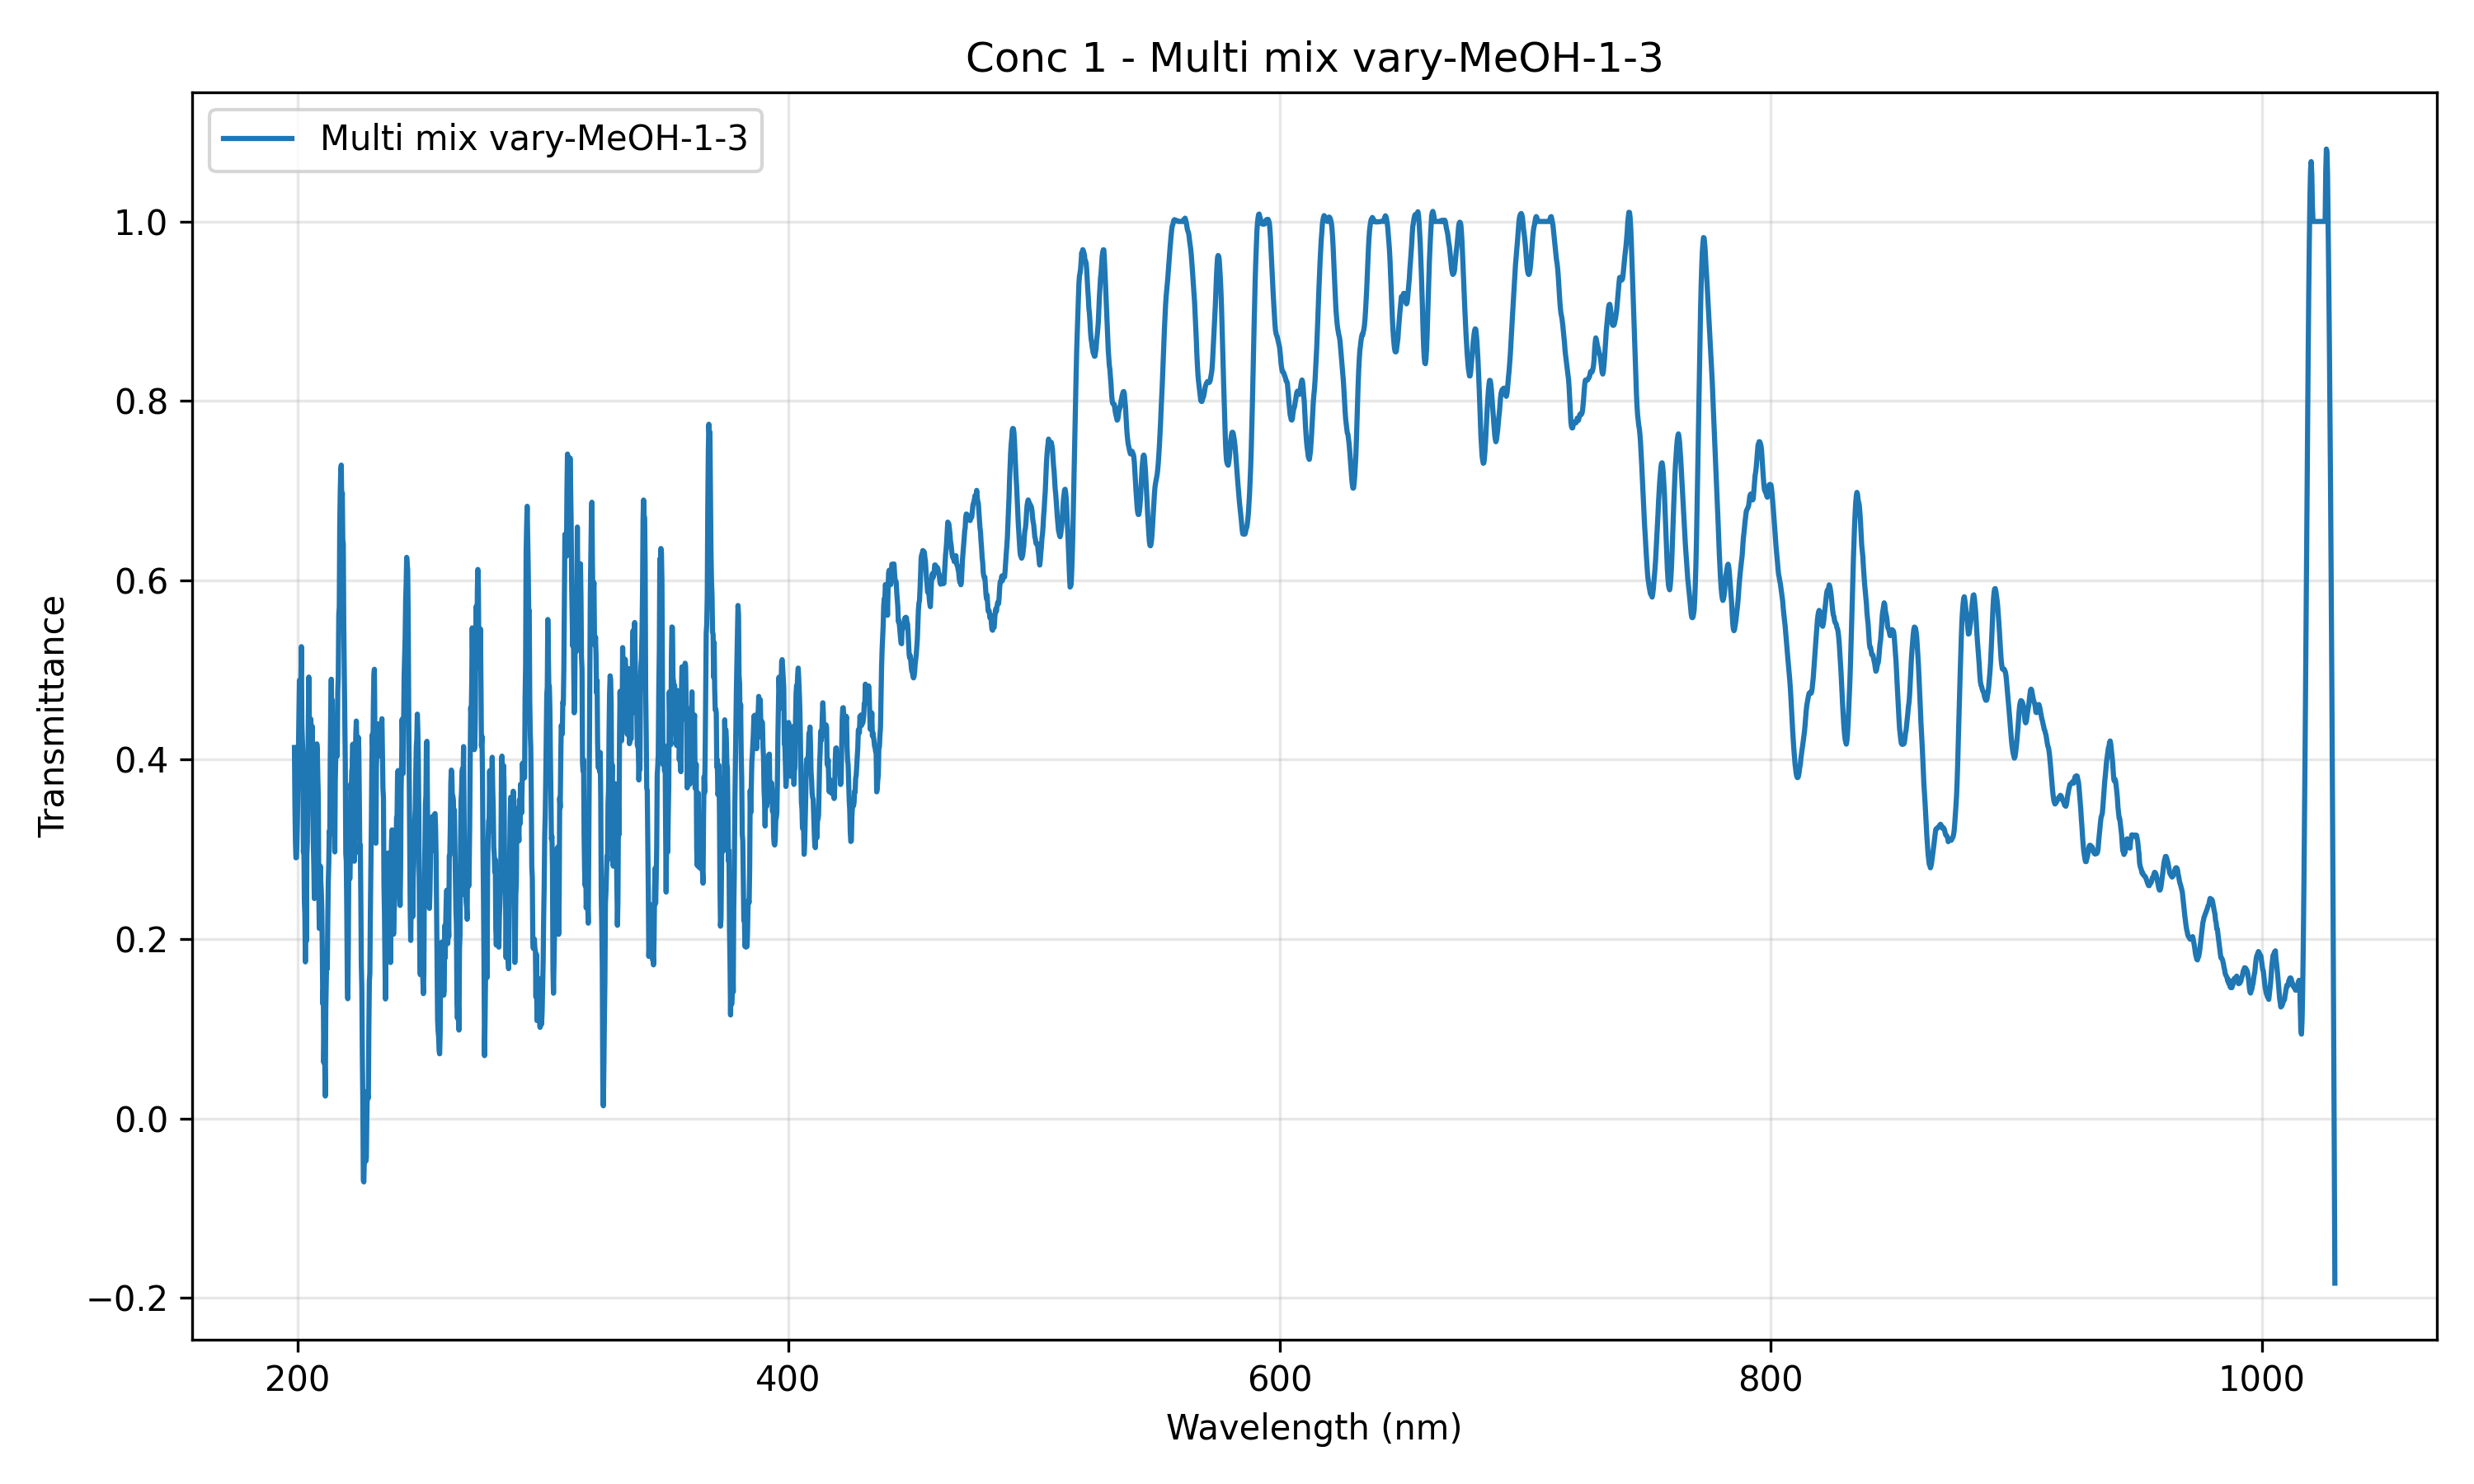 Conc 1 - Multi mix vary-MeOH-1-3
Multi mix vary-MeOH-1-3
Transmittance
1.0
0.8
0.6
0.4
0.2
0.0
−0.2
200 400 600 800 1000
Wavelength (nm)